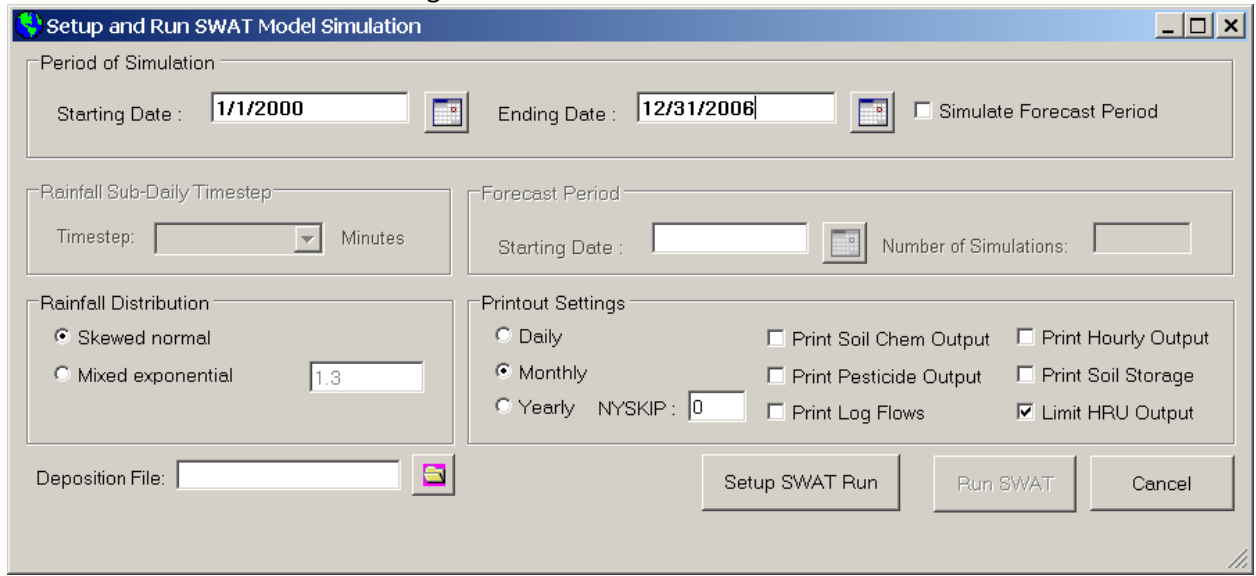 Setup and Run SWAT Model Simulation
Period of Simulation
Starting Date : 1/1/2000 Ending Date : 12/31/2006 Simulate Forecast Period
Rainfall Sub-Daily Timestep Forecast Period
Timestep: Minutes Starting Date : Number of Simulations:
Rainfall Distribution Printout Settings
Skewed normal Daily Print Soil Chem Output Print Hourly Output
Mixed exponential 1.3 Monthly Print Pesticide Output Print Soil Storage
Yearly NYSKIP : 0 Print Log Flows Limit HRU Output
Deposition File: Setup SWAT Run Run SWAT Cancel